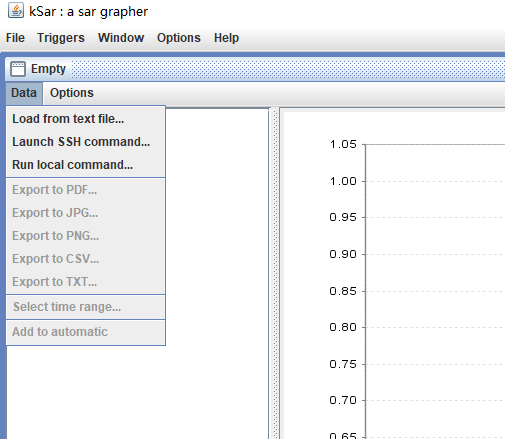 kSar : a sar grapher
File Triggers Window Options Help
Empty
Data Options
Load from text file...
Launch SSH command...
Run local command...
Export to PDF...
Export to JPG...
Export to PNG...
Export to CSV...
Export to TXT...
Select time range...
Add to automatic
1.05
1.00
0.95
0.90
0.85
0.80
0.75
0.70
0.65